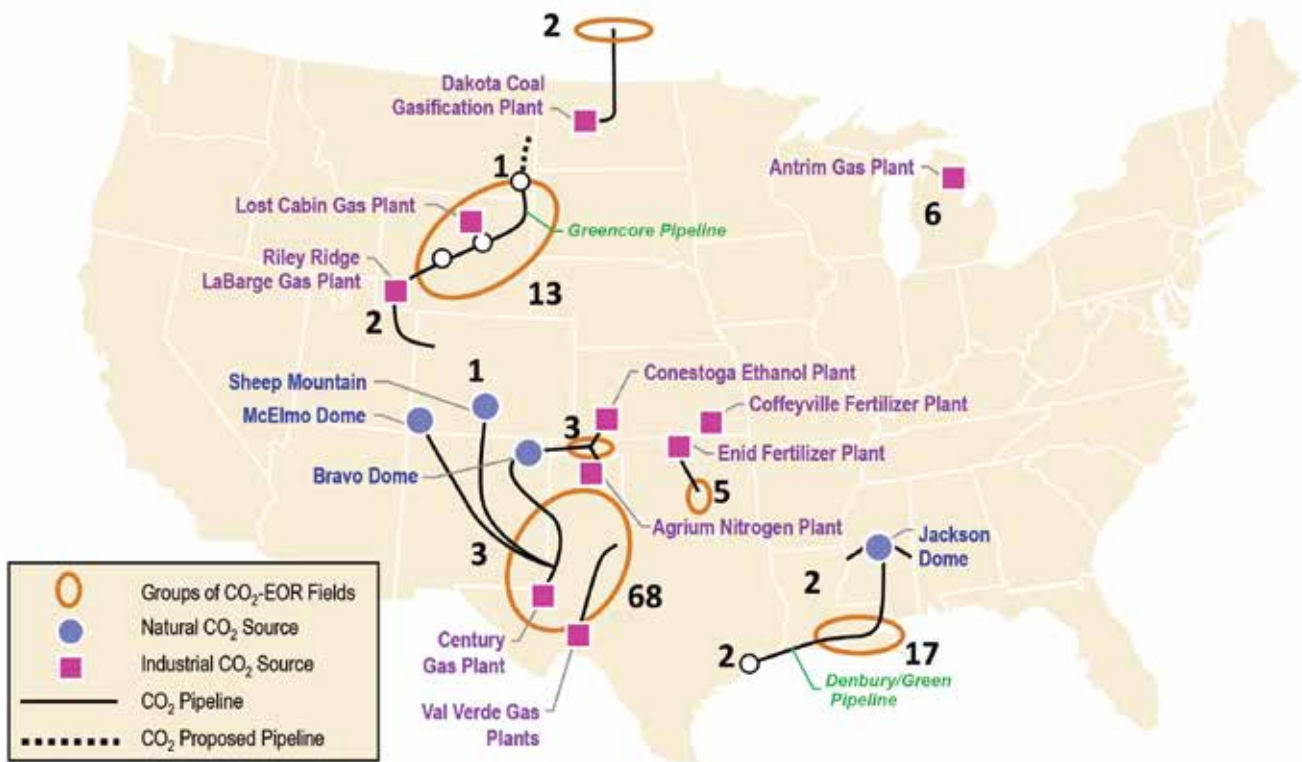 2
Dakota Coal
Gasification Plant
1
Antrim Gas Plant
6
Lost Cabin Gas Plant
Greencore Pipeline
Riley Ridge
LaBarge Gas Plant
13
2
Sheep Mountain
1
McElmo Dome
Conestoga Ethanol Plant
Coffeyville Fertilizer Plant
3
Enid Fertilizer Plant
Bravo Dome
5
Agrium Nitrogen Plant
Jackson
Dome
3
2
68
Century
Gas Plant
2
17
Denbury/Green
Pipeline
Val Verde Gas
Plants
Groups of CO₂-EOR Fields
Natural CO₂ Source
Industrial CO₂ Source
CO₂ Pipeline
CO₂ Proposed Pipeline